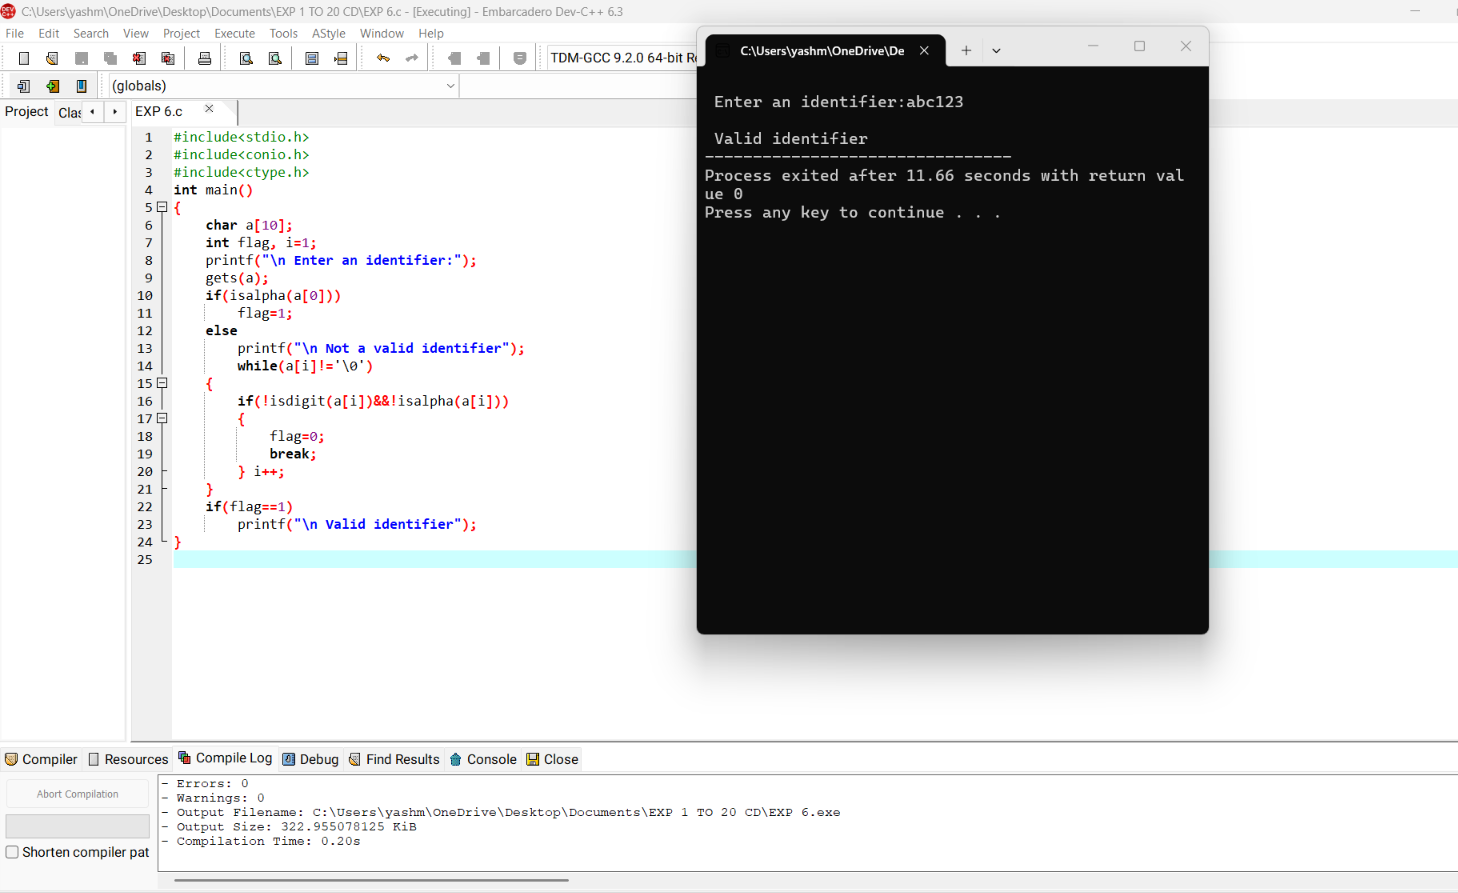 C:\Users\yashm\OneDrive\Desktop\Documents\EXP 1 TO 20 CD\EXP 6.c - [Executing] - Embarcadero Dev-C++ 6.3
File Edit Search View Project Execute Tools AStyle Window Help
TDM-GCC 9.2.0 64-bit Re
(globals)
Project Clas
EXP 6.c
1 #include<stdio.h>
2 #include<conio.h>
3 #include<ctype.h>
4 int main()
5 {
6 char a[10];
7 int flag, i=1;
8 printf("\n Enter an identifier:");
9 gets(a);
10 if(isalpha(a[0]))
11 flag=1;
12 else
13 printf("\n Not a valid identifier");
14 while(a[i]!='\0')
15 {
16 if(!isdigit(a[i])&&!isalpha(a[i]))
17 {
18 flag=0;
19 break;
20 } i++;
21 }
22 if(flag==1)
23 printf("\n Valid identifier");
24 }
25
C:\Users\yashm\OneDrive\De
Enter an identifier:abc123
Valid identifier
--------------------------------
Process exited after 11.66 seconds with return val
ue 0
Press any key to continue . . .
Compiler Resources Compile Log Debug Find Results Console Close
Abort Compilation
Shorten compiler pat
- Errors: 0
- Warnings: 0
- Output Filename: C:\Users\yashm\OneDrive\Desktop\Documents\EXP 1 TO 20 CD\EXP 6.exe
- Output Size: 322.955078125 KiB
- Compilation Time: 0.20s